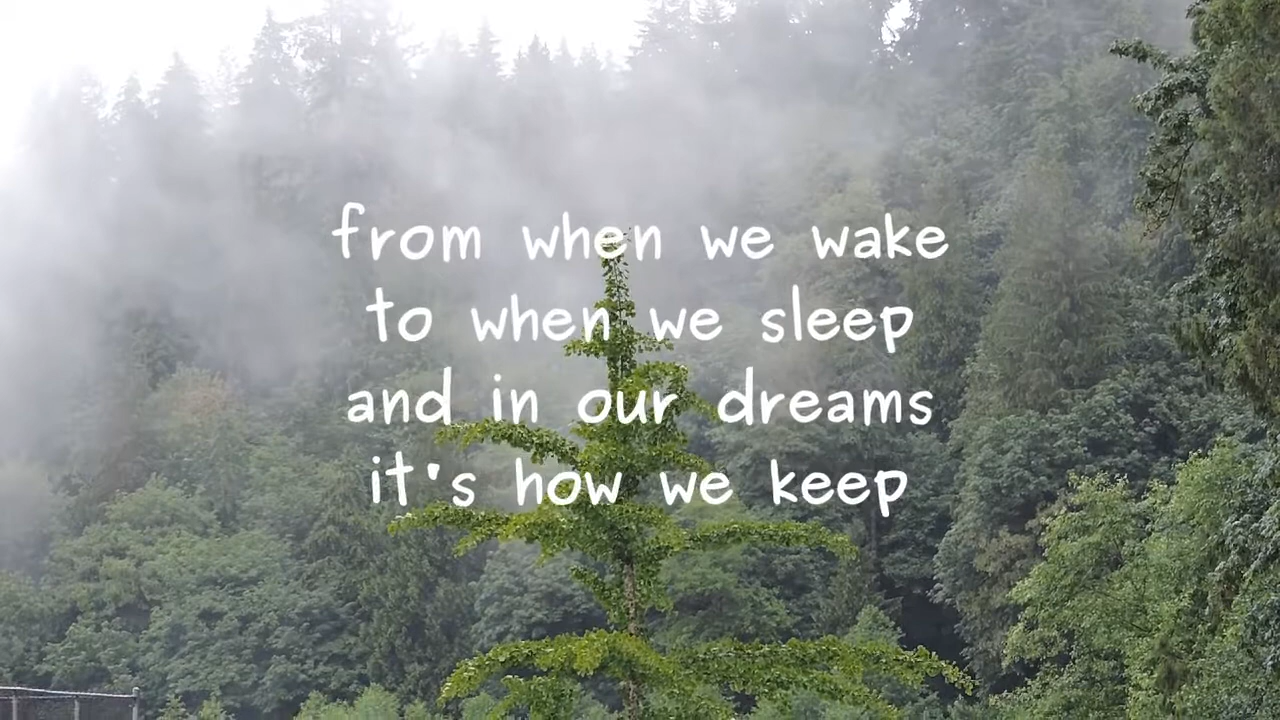 from when we wake
to when we sleep
and in our dreams
it's how we keep